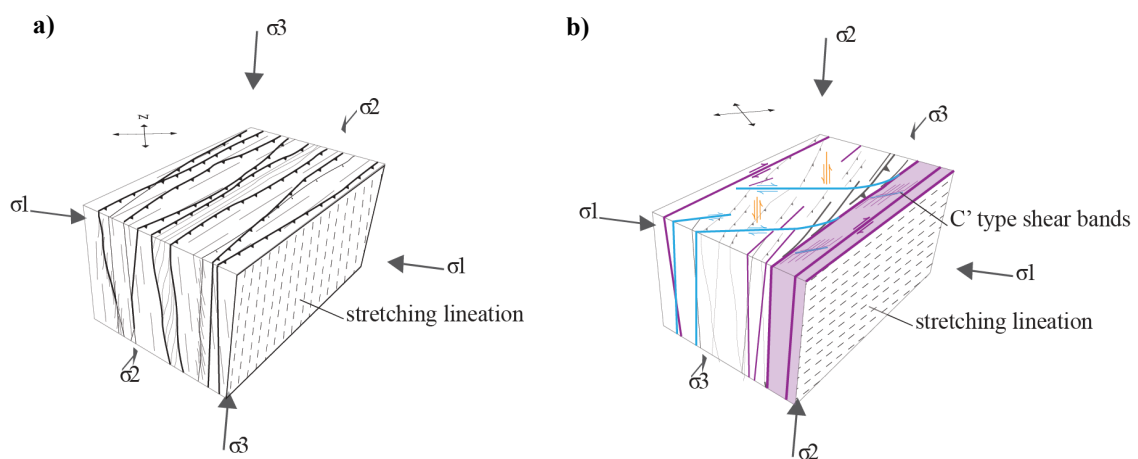 a)
σ3
σ2
z
σ1
σ1
stretching lineation
σ2
σ3
b)
σ2
σ3
σ1
C’ type shear bands
σ1
stretching lineation
σ3
σ2